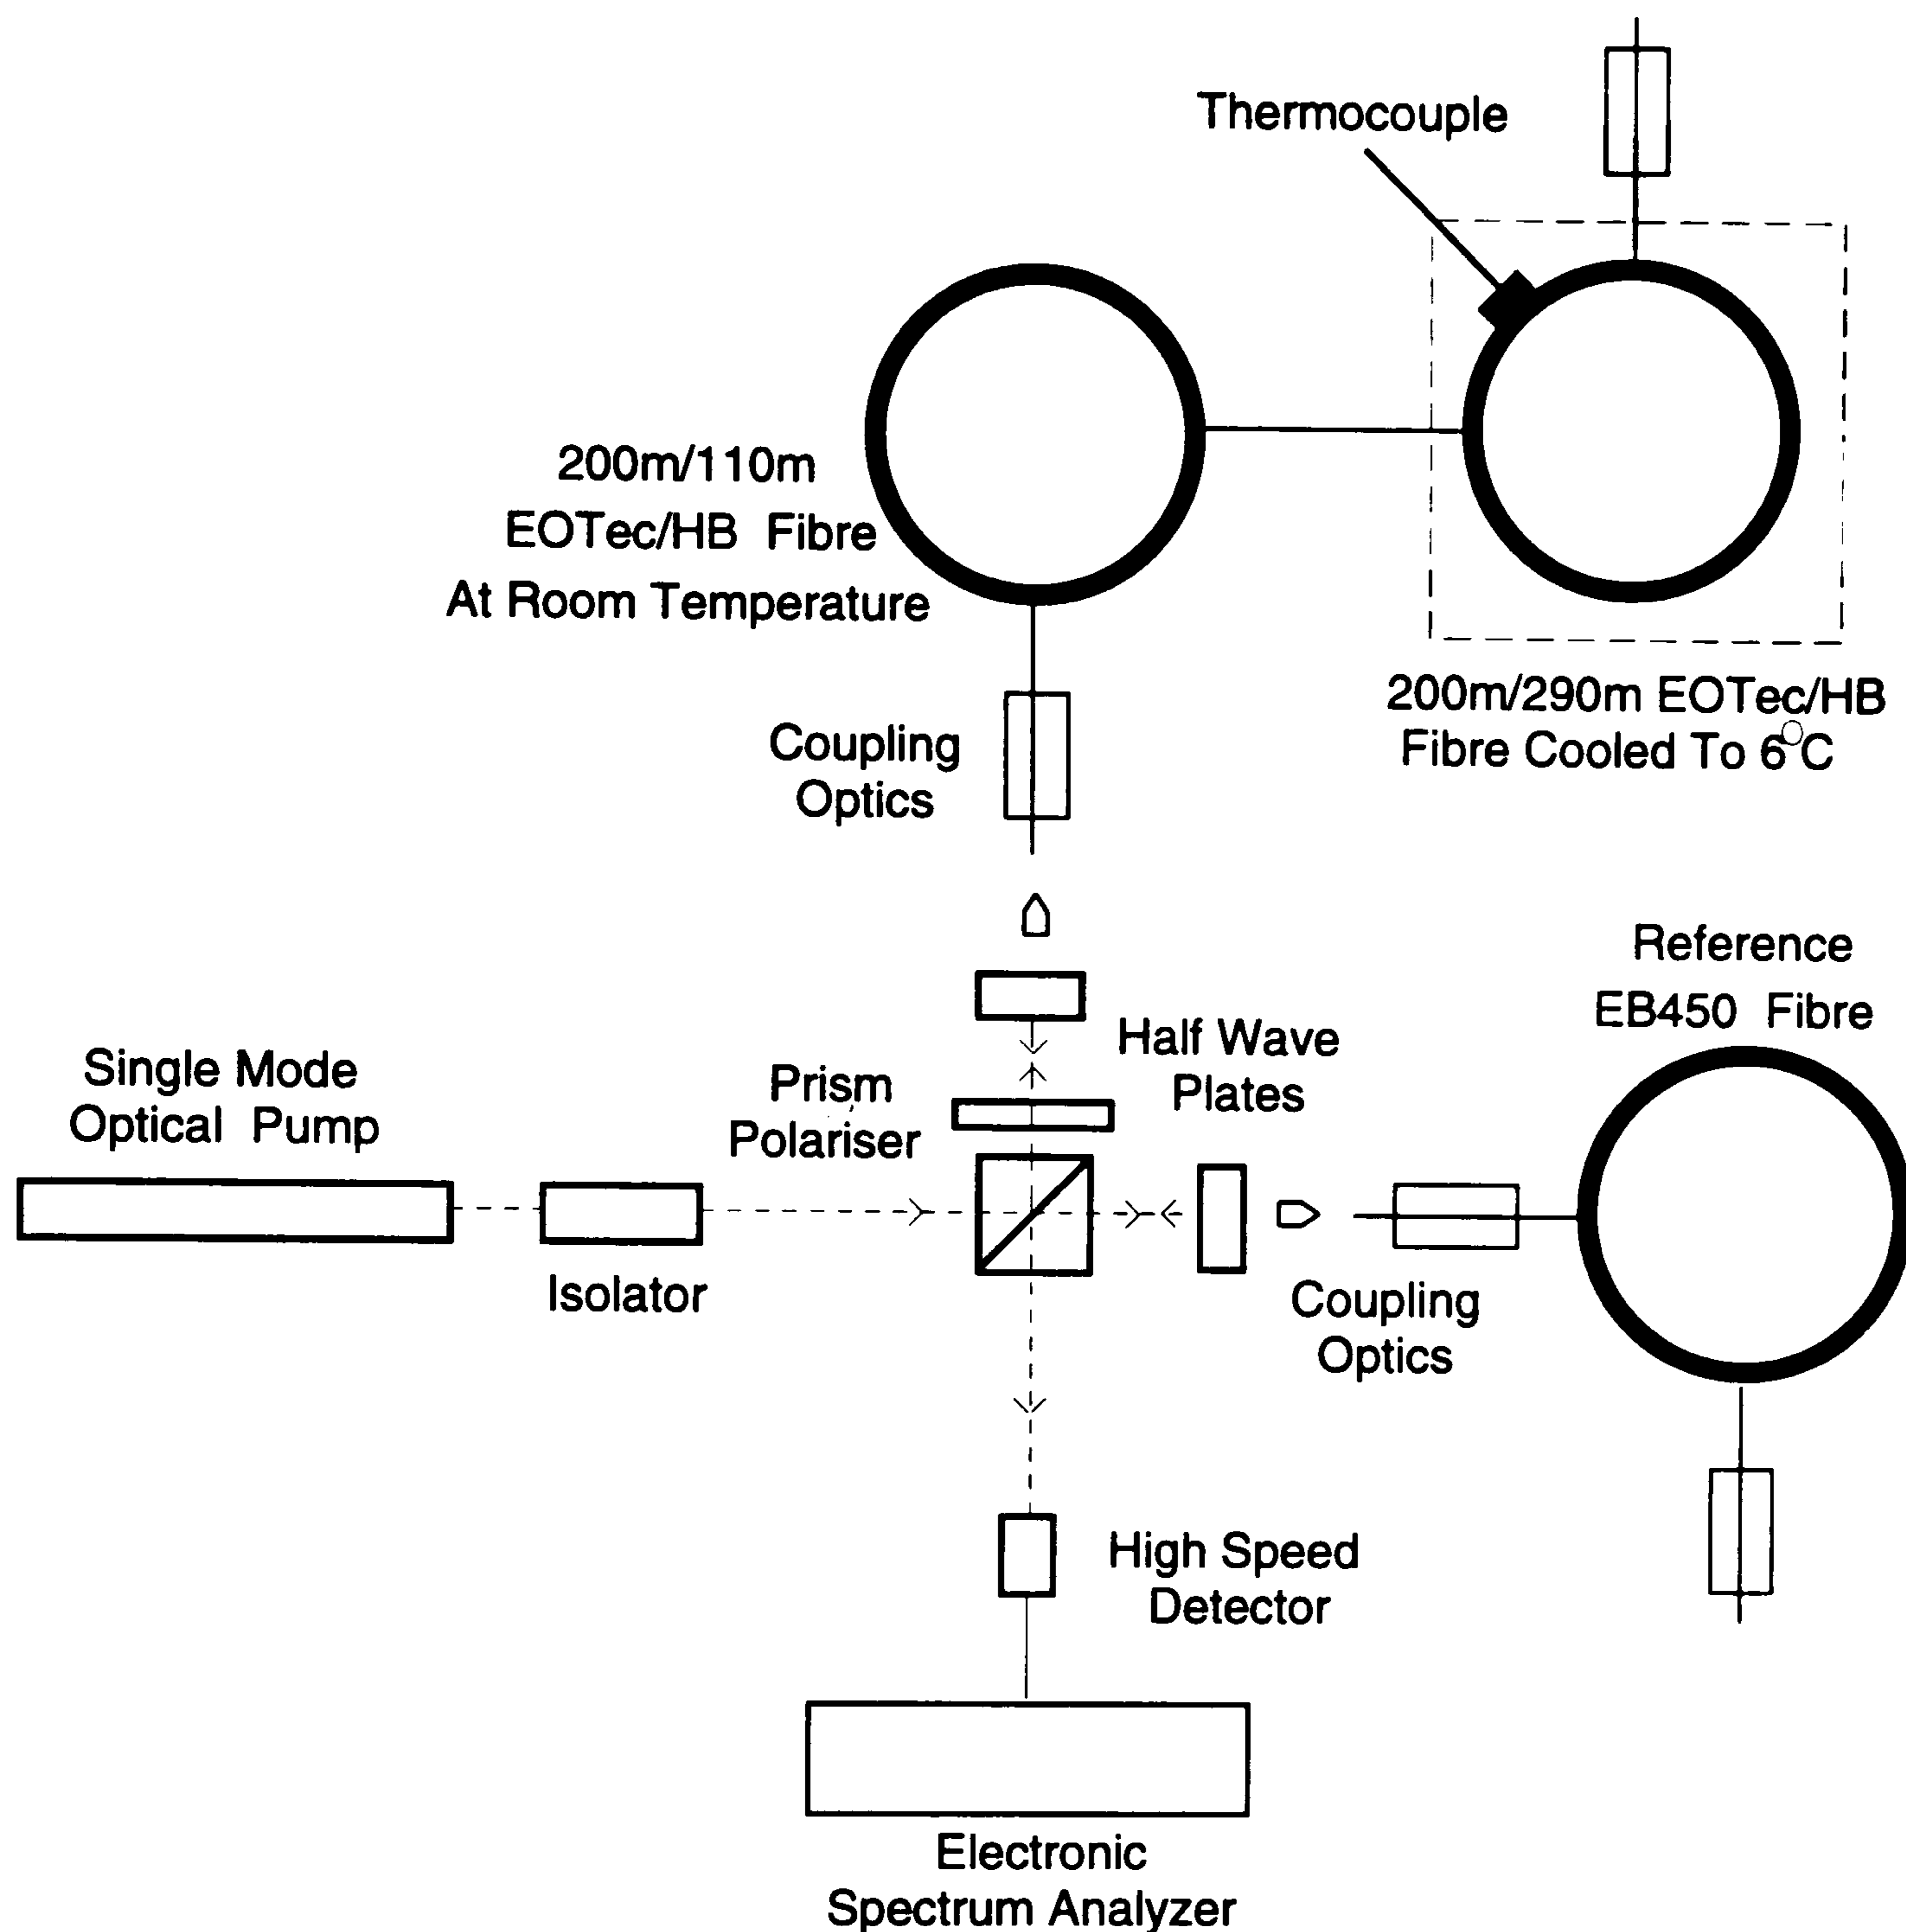 Thermocouple
200m/110m
EOTec/HB Fibre
At Room Temperature
200m/290m EOTec/HB
Fibre Cooled To 6°C
Coupling
Optics
Reference
EB450 Fibre
Half Wave
Plates
Prism
Polariser
Single Mode
Optical Pump
Isolator
Coupling
Optics
High Speed
Detector
Electronic
Spectrum Analyzer